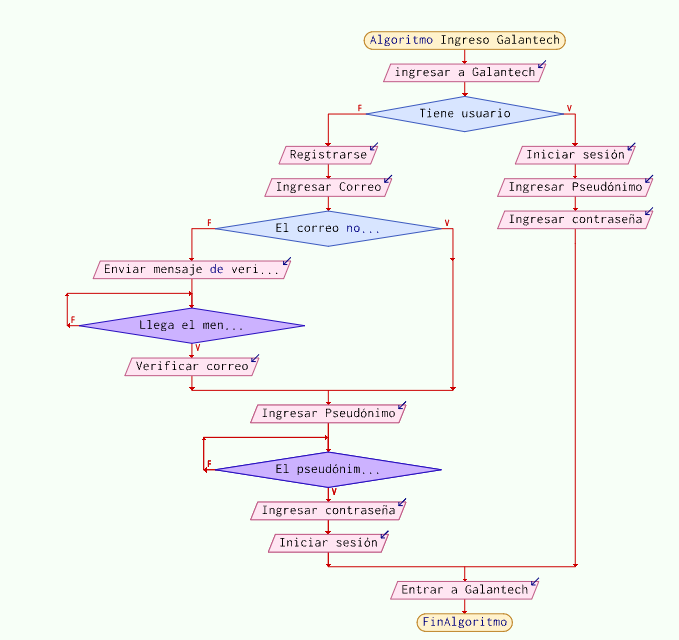 Algoritmo Ingreso Galantech
ingresar a Galantech
Tiene usuario
F
V
Registrarse
Iniciar sesión
Ingresar Correo
Ingresar Pseudónimo
Ingresar contraseña
El correo no...
F
V
Enviar mensaje de veri...
Llega el men...
F
V
Verificar correo
Ingresar Pseudónimo
El pseudónim...
F
V
Ingresar contraseña
Iniciar sesión
Entrar a Galantech
FinAlgoritmo